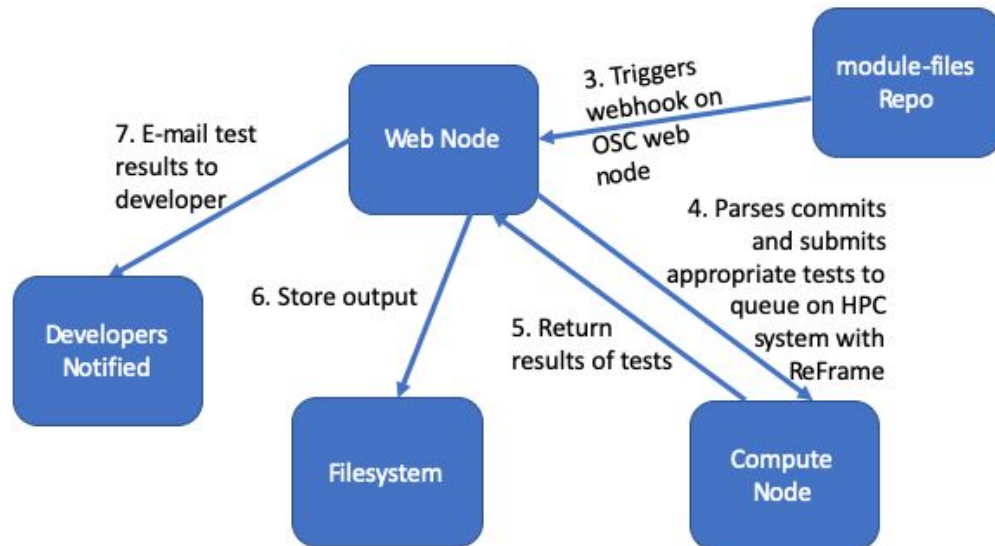 module-files
Repo
3. Triggers
webhook on
OSC web
node
Web Node
7. E-mail test
results to
developer
4. Parses commits
and submits
appropriate tests to
queue on HPC
system with
ReFrame
6. Store output
5. Return
results of tests
Developers
Notified
Filesystem
Compute
Node